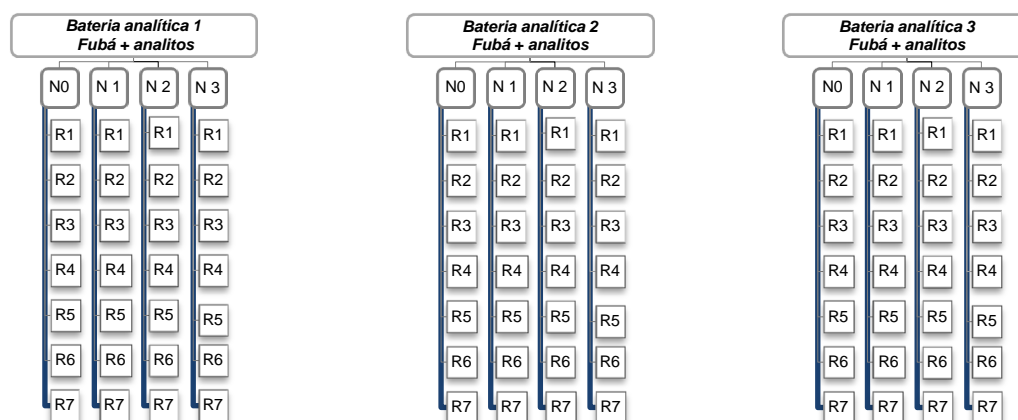 Bateria analítica 1
Fubá + analitos
N0 N 1 N 2 N 3
R1 R1 R1 R1
R2 R2 R2 R2
R3 R3 R3 R3
R4 R4 R4 R4
R5 R5 R5 R5
R6 R6 R6 R6
R7 R7 R7 R7
Bateria analítica 2
Fubá + analitos
N0 N 1 N 2 N 3
R1 R1 R1 R1
R2 R2 R2 R2
R3 R3 R3 R3
R4 R4 R4 R4
R5 R5 R5 R5
R6 R6 R6 R6
R7 R7 R7 R7
Bateria analítica 3
Fubá + analitos
N0 N 1 N 2 N 3
R1 R1 R1 R1
R2 R2 R2 R2
R3 R3 R3 R3
R4 R4 R4 R4
R5 R5 R5 R5
R6 R6 R6 R6
R7 R7 R7 R7